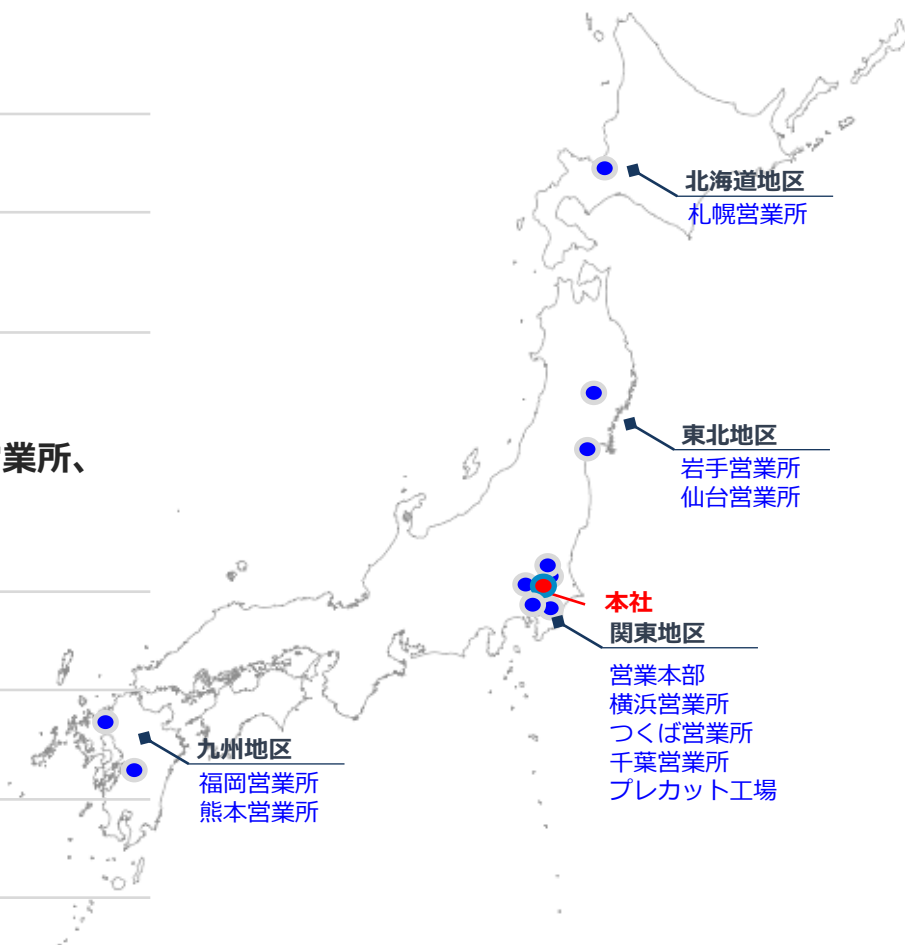 北海道地区
札幌営業所
東北地区
岩手営業所
仙台営業所
業所、
本社
関東地区
営業本部
横浜営業所
つくば営業所
千葉営業所
プレカット工場
九州地区
福岡営業所
熊本営業所